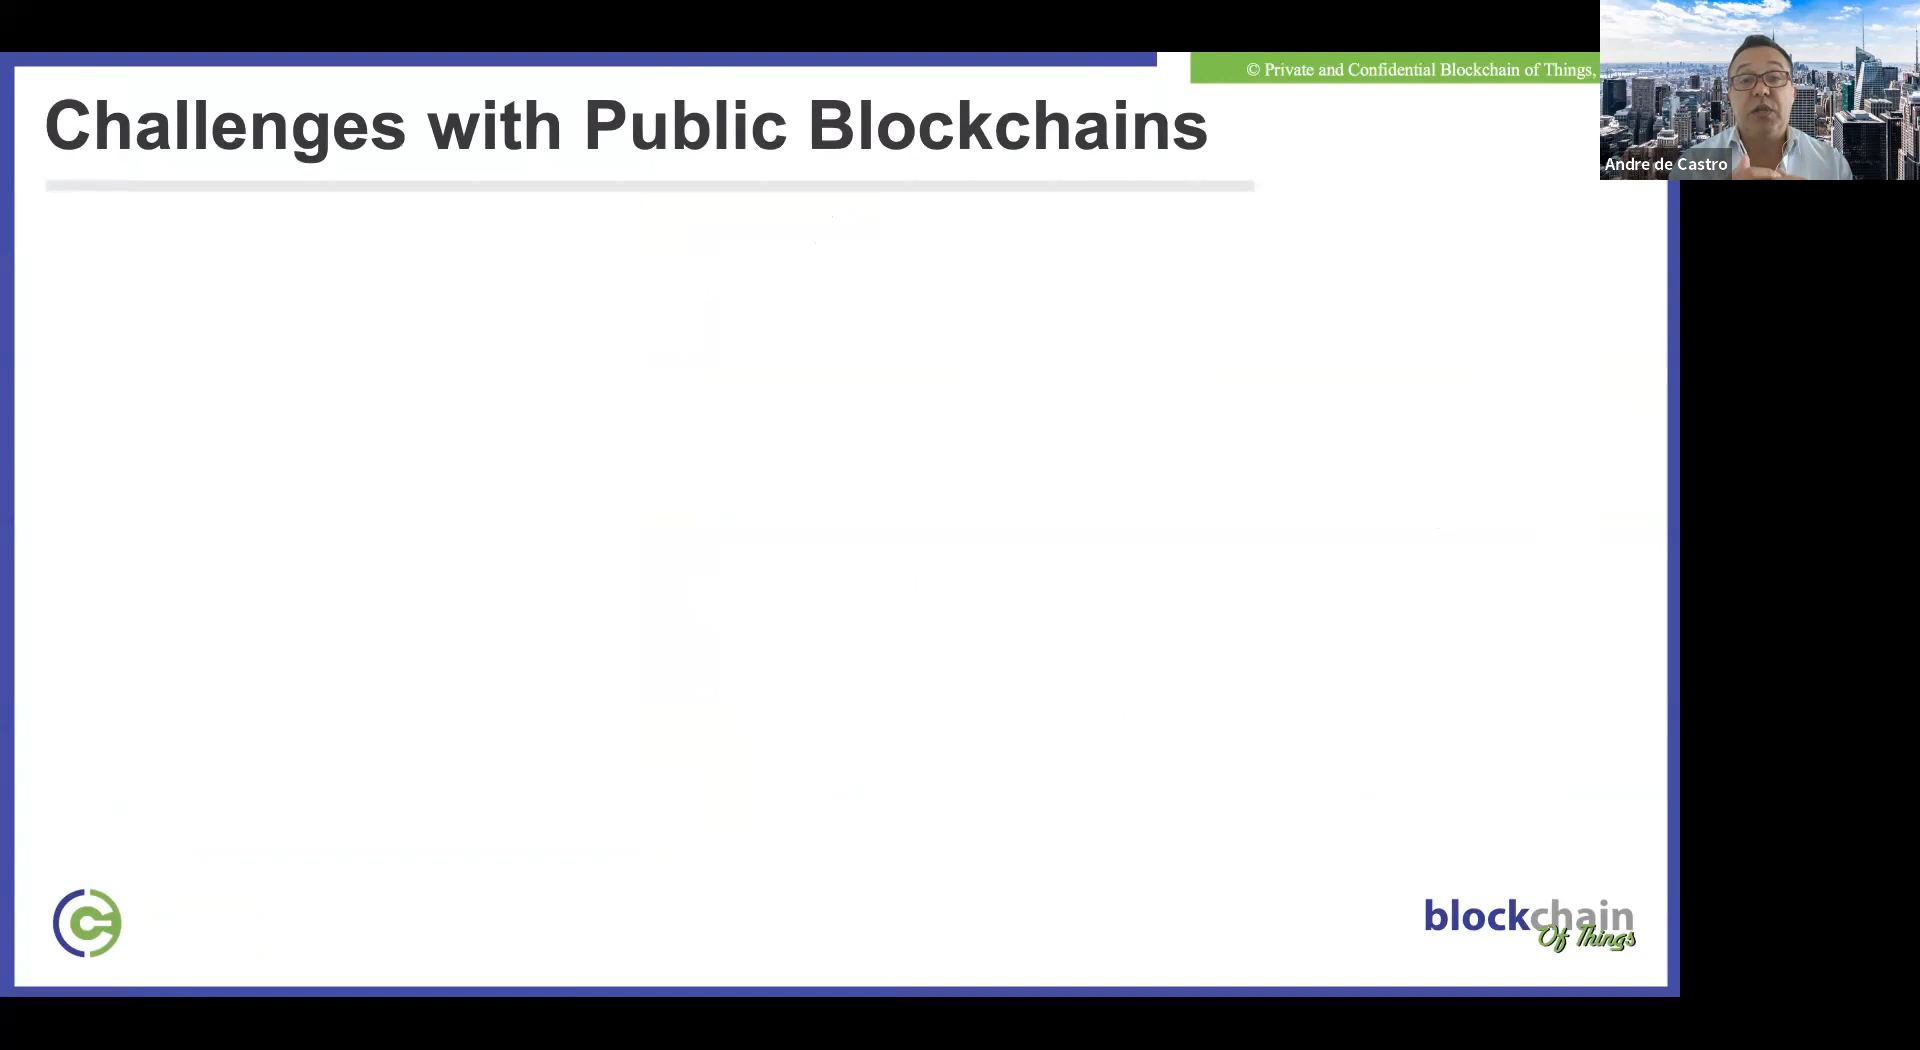 © Private and Confidential Blockchain of Things,
Challenges with Public Blockchains
Andre de Castro
blockchain
Of Things